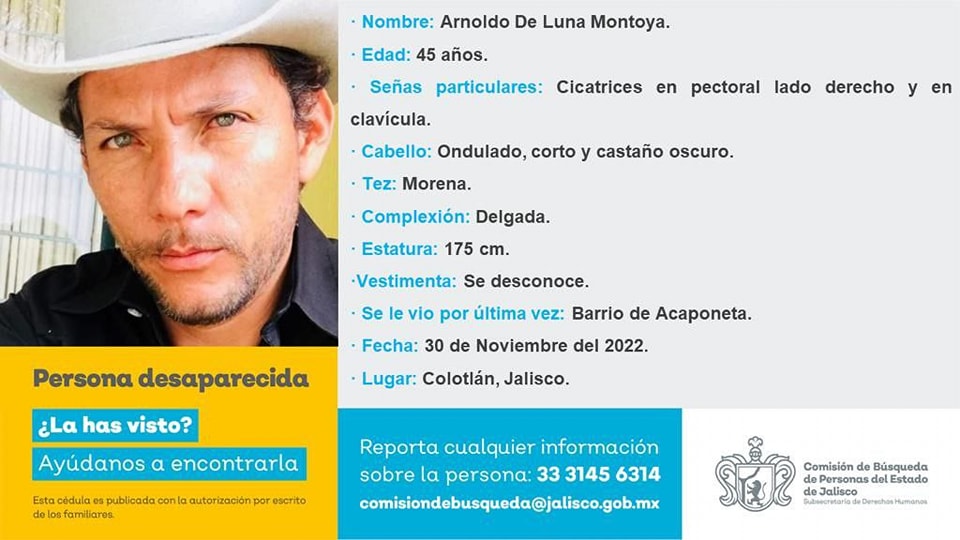 · Nombre: Arnoldo De Luna Montoya.
· Edad: 45 años.
· Señas particulares: Cicatrices en pectoral lado derecho y en
clavícula.
· Cabello: Ondulado, corto y castaño oscuro.
· Tez: Morena.
· Complexión: Delgada.
· Estatura: 175 cm.
·Vestimenta: Se desconoce.
· Se le vio por última vez: Barrio de Acaponeta.
· Fecha: 30 de Noviembre del 2022.
· Lugar: Colotlán, Jalisco.
Persona desaparecida
¿La has visto?
Ayúdanos a encontrarla
Esta cédula es publicada con la autorización por escrito
de los familiares.
Reporta cualquier información
sobre la persona: 33 3145 6314
comisiondebusqueda@jalisco.gob.mx
Comisión de Búsqueda
de Personas del Estado
de Jalisco
Subsecretaría de Derechos Humanos